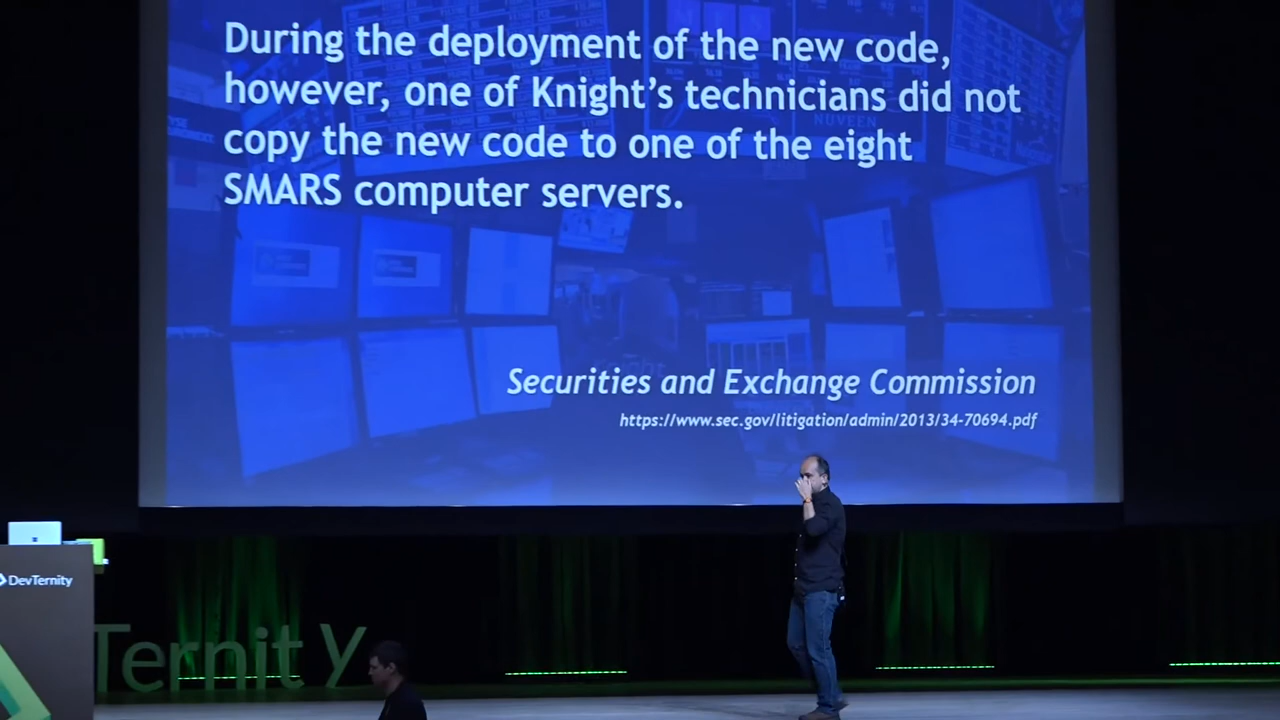 During the deployment of the new code,
however, one of Knight's technicians did not
copy the new code to one of the eight
SMARS computer servers.
NUVEEN
Securities and Exchange Commission
https://www.sec.gov/litigation/admin/2013/34-70694.pdf
DevTernity
TernitY